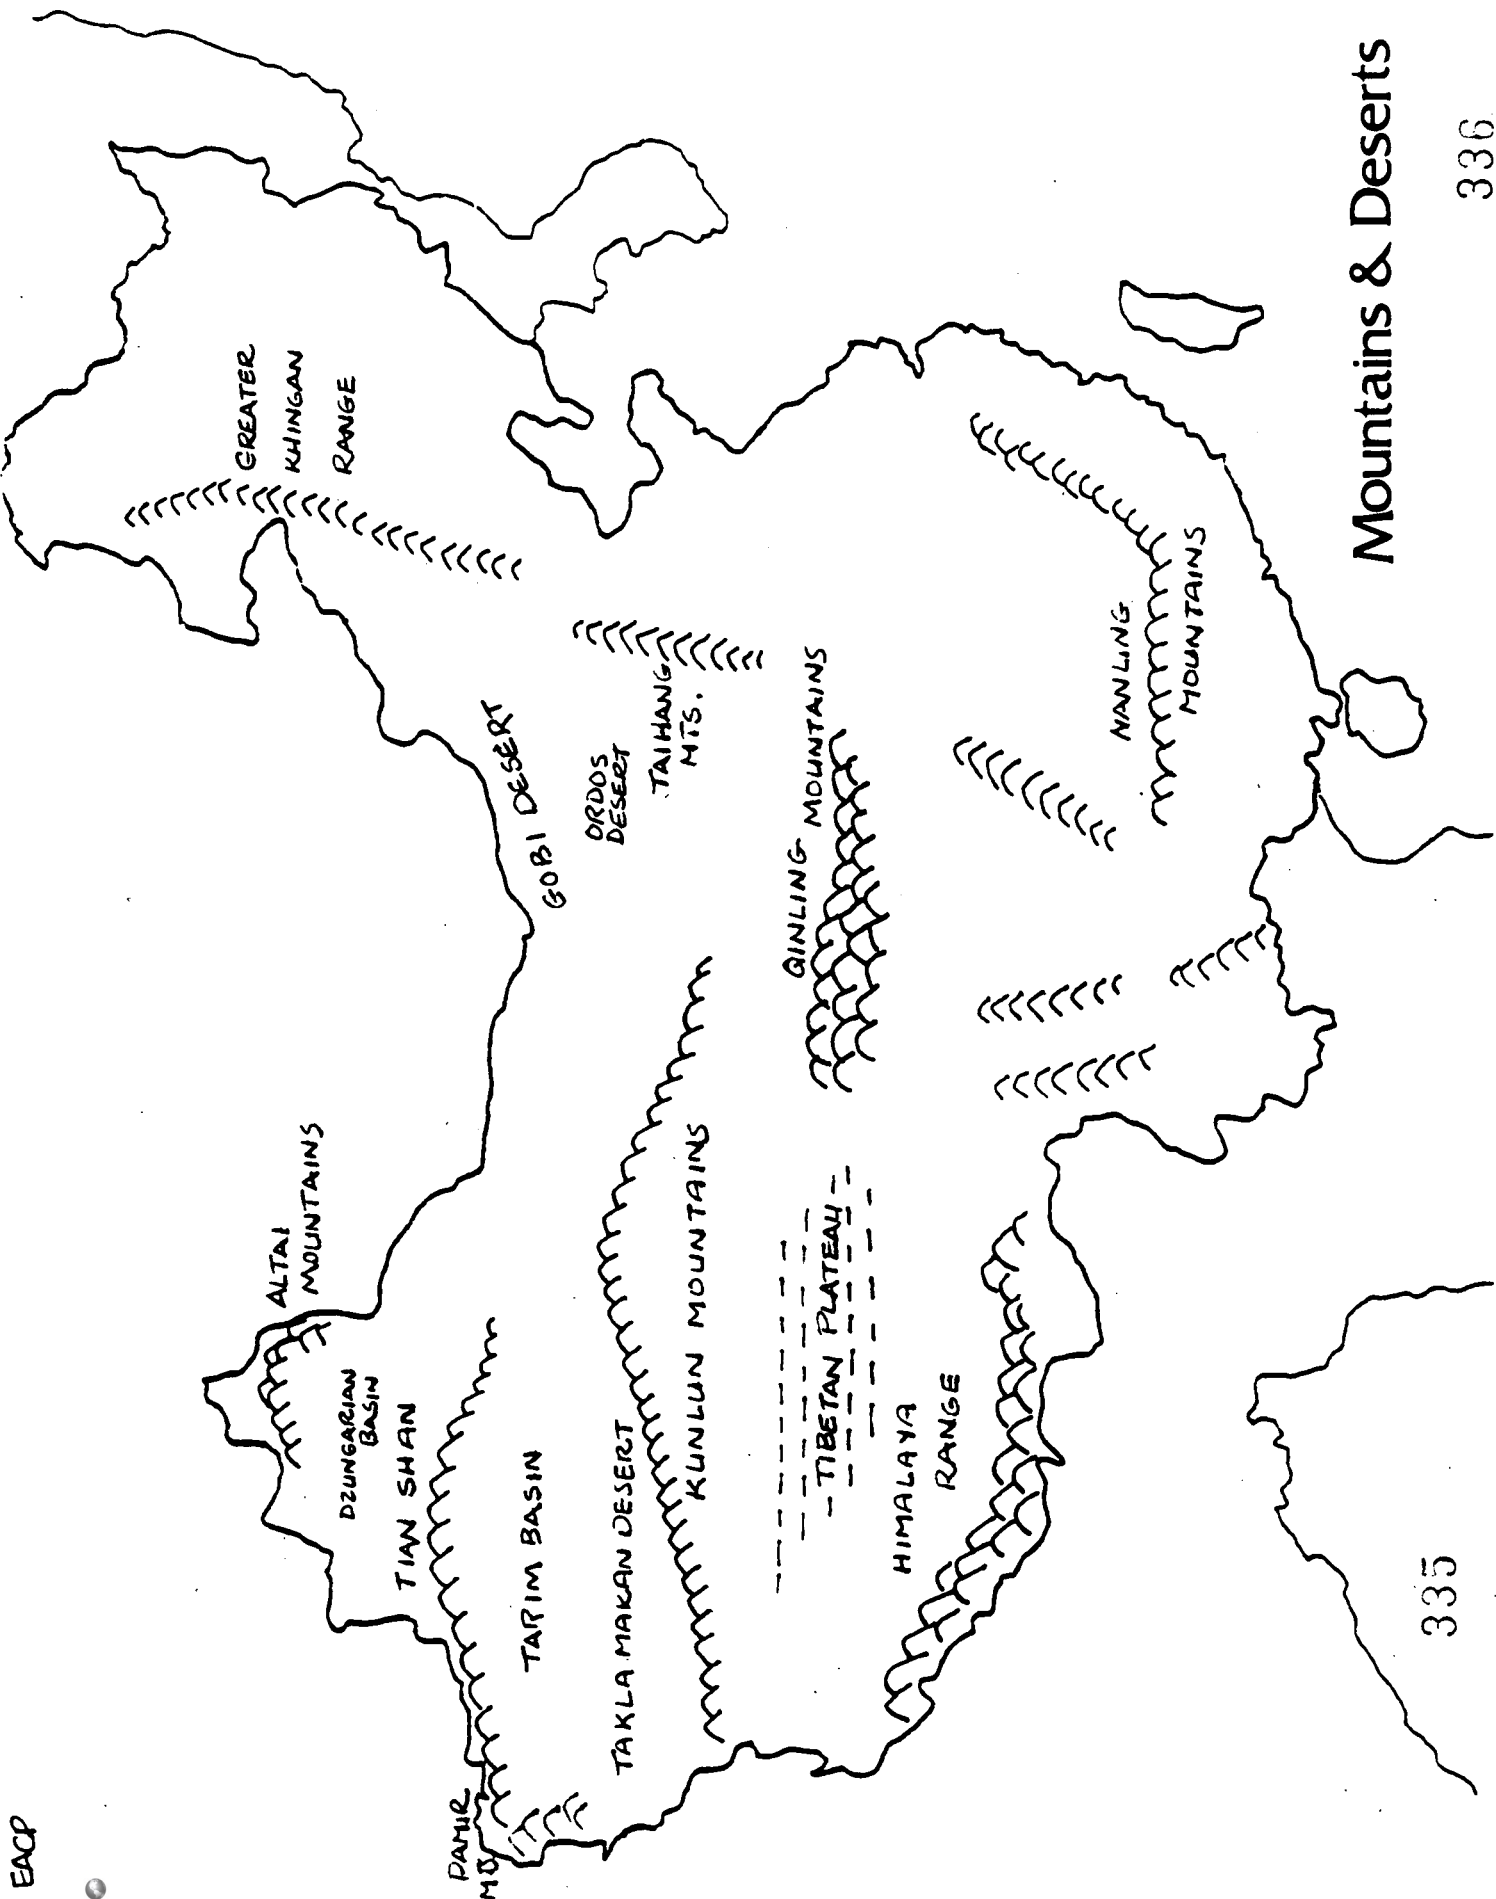 EACP
ALTAI
MOUNTAINS
GREATER
KHINGAN
RANGE
DZUNGARIAN
BASIN
TIAN SHAN
PAMIR
GOBI DESERT
TARIM BASIN
ORDOS
DESERT
TAIHANG
MTS.
TAKLA MAKAN DESERT
KUNLUN MOUNTAINS
QINLING MOUNTAINS
TIBETAN PLATEAU
HIMALAYA
RANGE
NANLING
MOUNTAINS
Mountains & Deserts
335
336